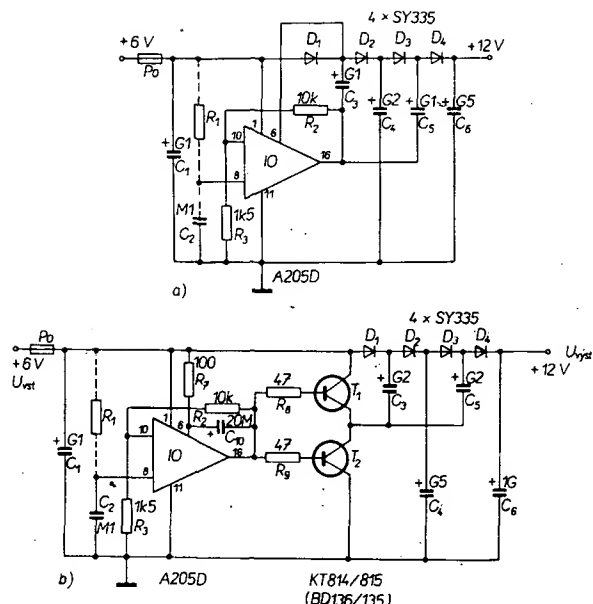 4 × SY335
+6 V
Po
D1
D2
D3
D4
+12 V
+ G1
C1
R1
M1
C2
10k
R2
1
6
10
8
16
11
IO
1k5
R3
+ G1
C3
+ G2
C4
+ G1
C5
+ G5
C6
A205D
a)
4 × SY335
Po
+6 V
Uvst
D1
D2
D3
D4
Uvýst
+12 V
+ G1
C1
R1
C2
M1
100
R7
10k
R2
20M
+
C10
1
6
10
8
16
11
IO
1k5
R3
47
R8
47
R9
T1
T2
+ G2
C3
G2
+
C5
+ G5
C4
+ 1G
C6
b)
A205D
KT814/815
(BD136/135)